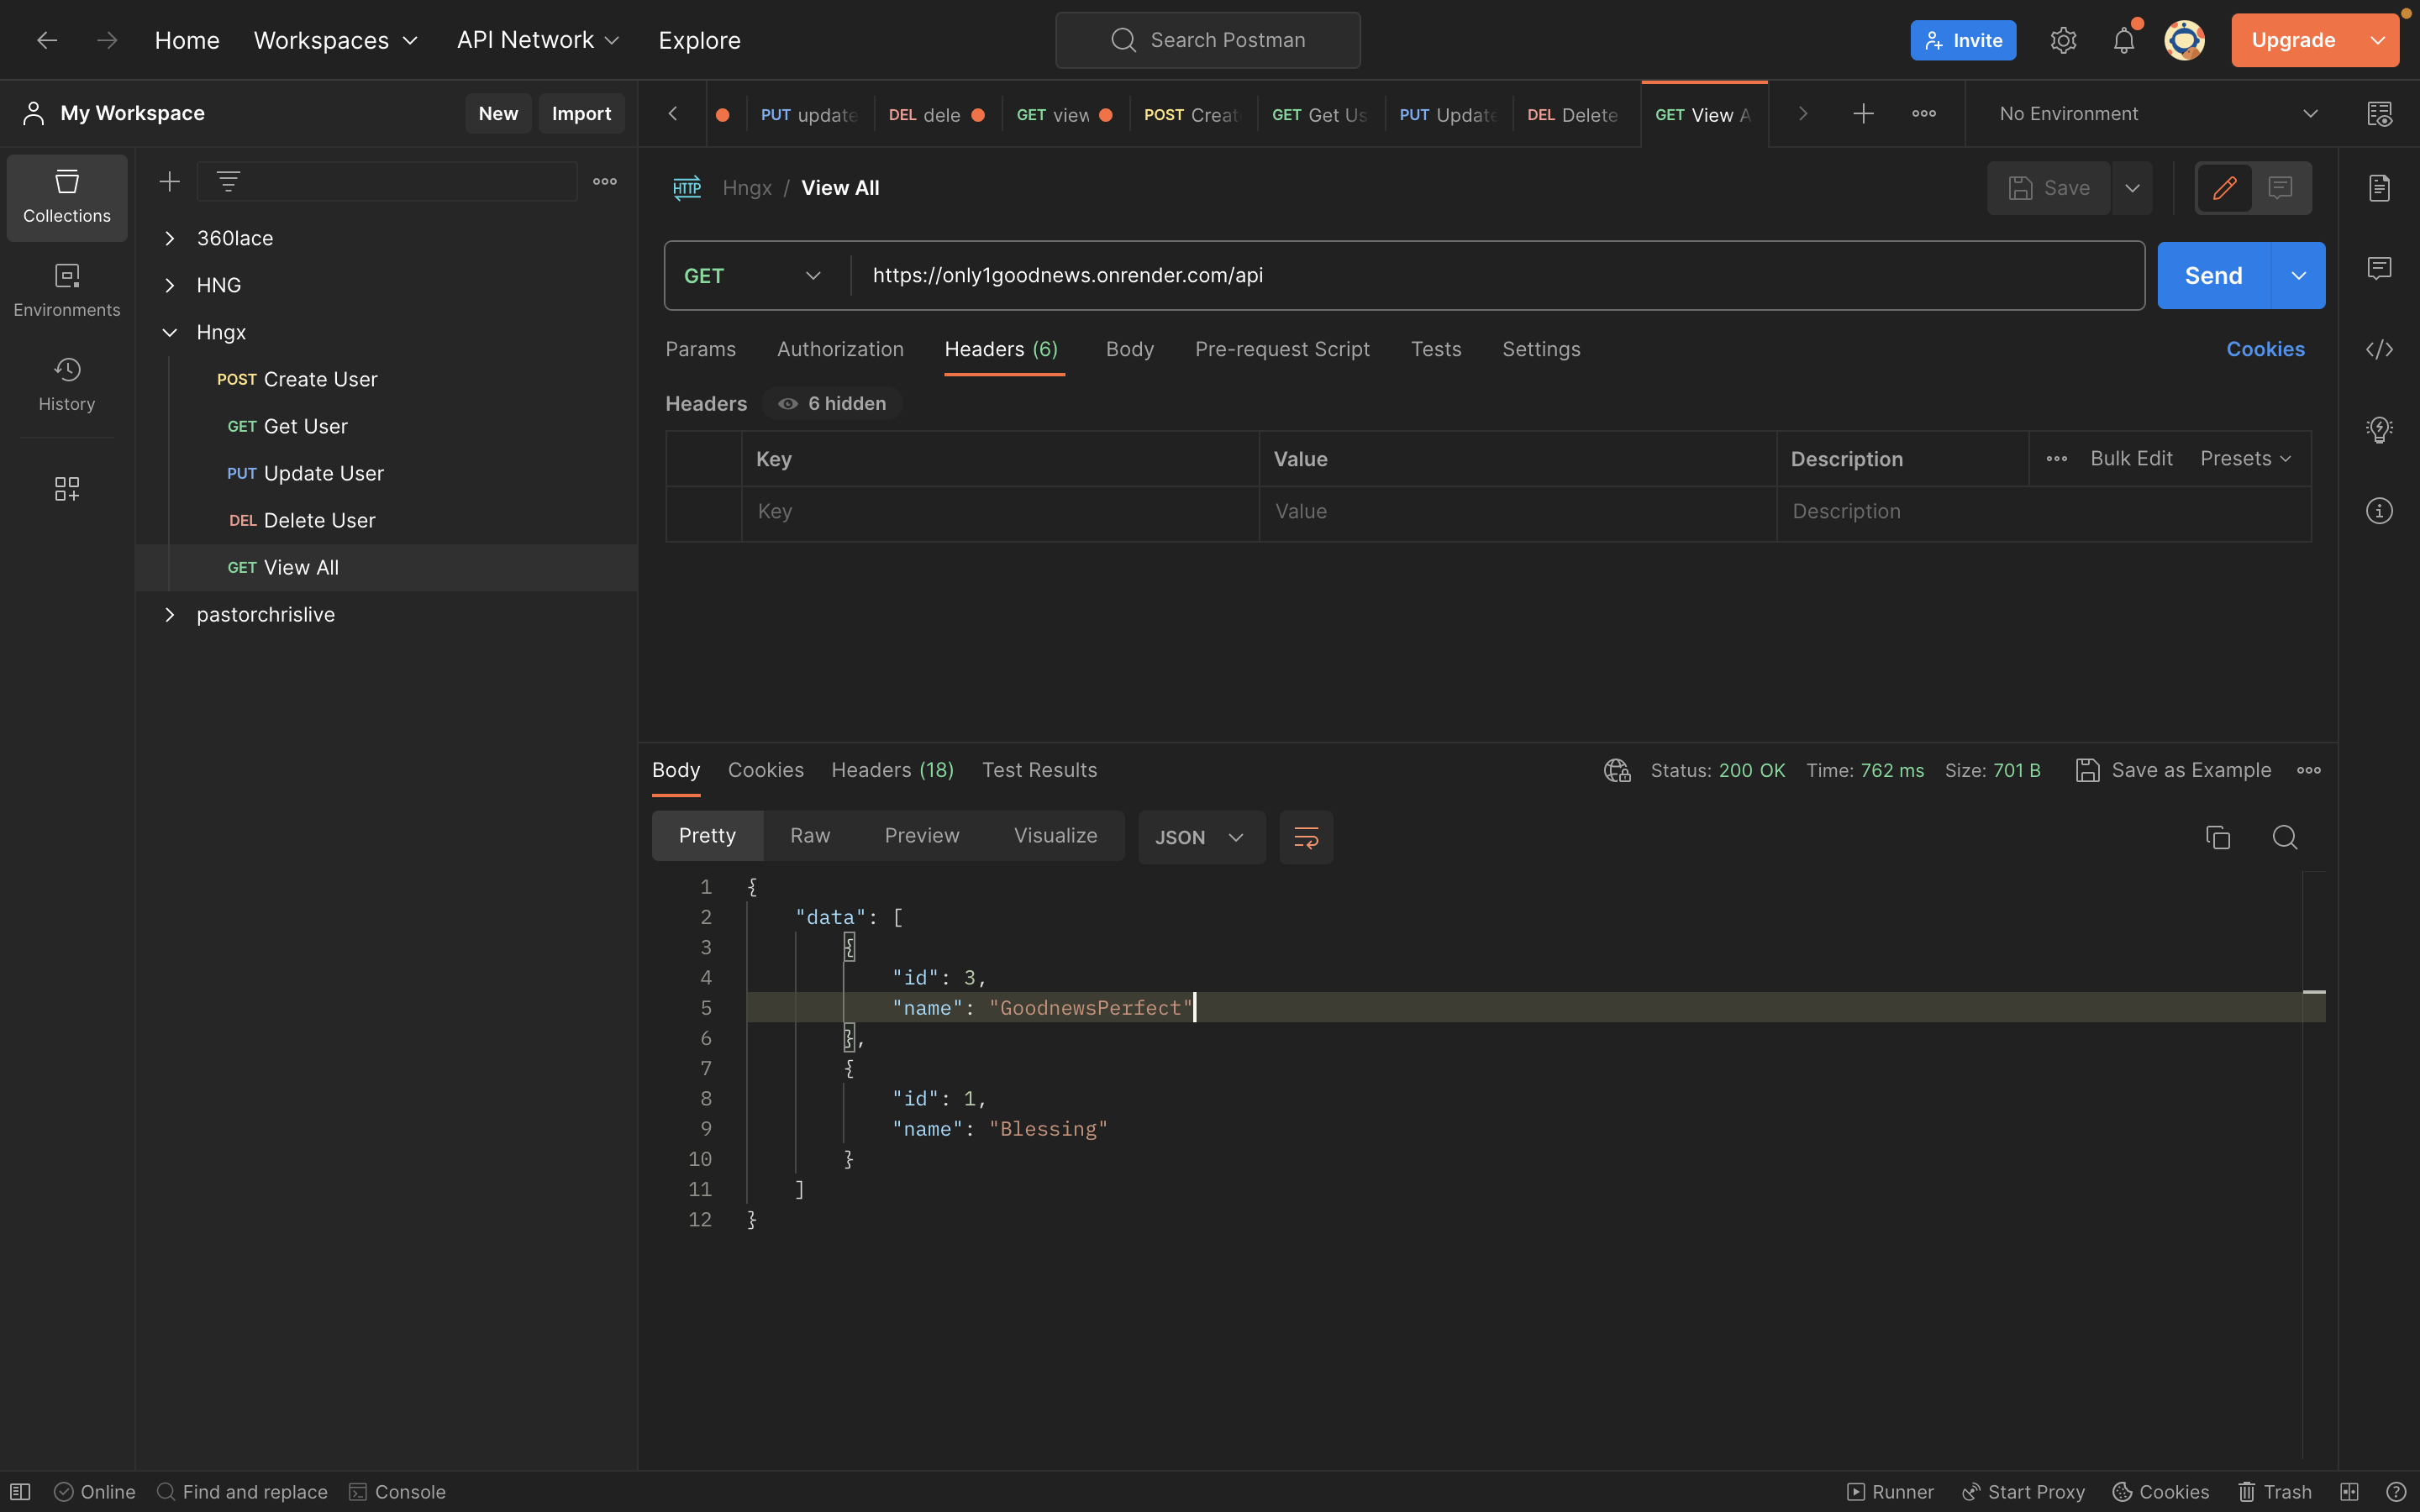 Home Workspaces API Network Explore Search Postman Invite Upgrade
My Workspace New Import
PUT update DEL dele GET view POST Creat GET Get Us PUT Update DEL Delete GET View A No Environment
Collections
Environments
History
360lace
HNG
Hngx
POST Create User
GET Get User
PUT Update User
DEL Delete User
GET View All
pastorchrislive
HTTP Hngx / View All Save
GET https://only1goodnews.onrender.com/api Send
Params Authorization Headers (6) Body Pre-request Script Tests Settings Cookies
Headers 6 hidden
Key Value Description Bulk Edit Presets
Key Value Description
Body Cookies Headers (18) Test Results Status: 200 OK Time: 762 ms Size: 701 B Save as Example
Pretty Raw Preview Visualize JSON
1 {
2 "data": [
3 {
4 "id": 3,
5 "name": "GoodnewsPerfect"
6 },
7 {
8 "id": 1,
9 "name": "Blessing"
10 }
11 ]
12 }
Online Find and replace Console Runner Start Proxy Cookies Trash